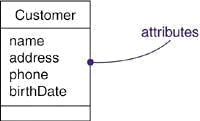 Customer
name
address
phone
birthDate
attributes